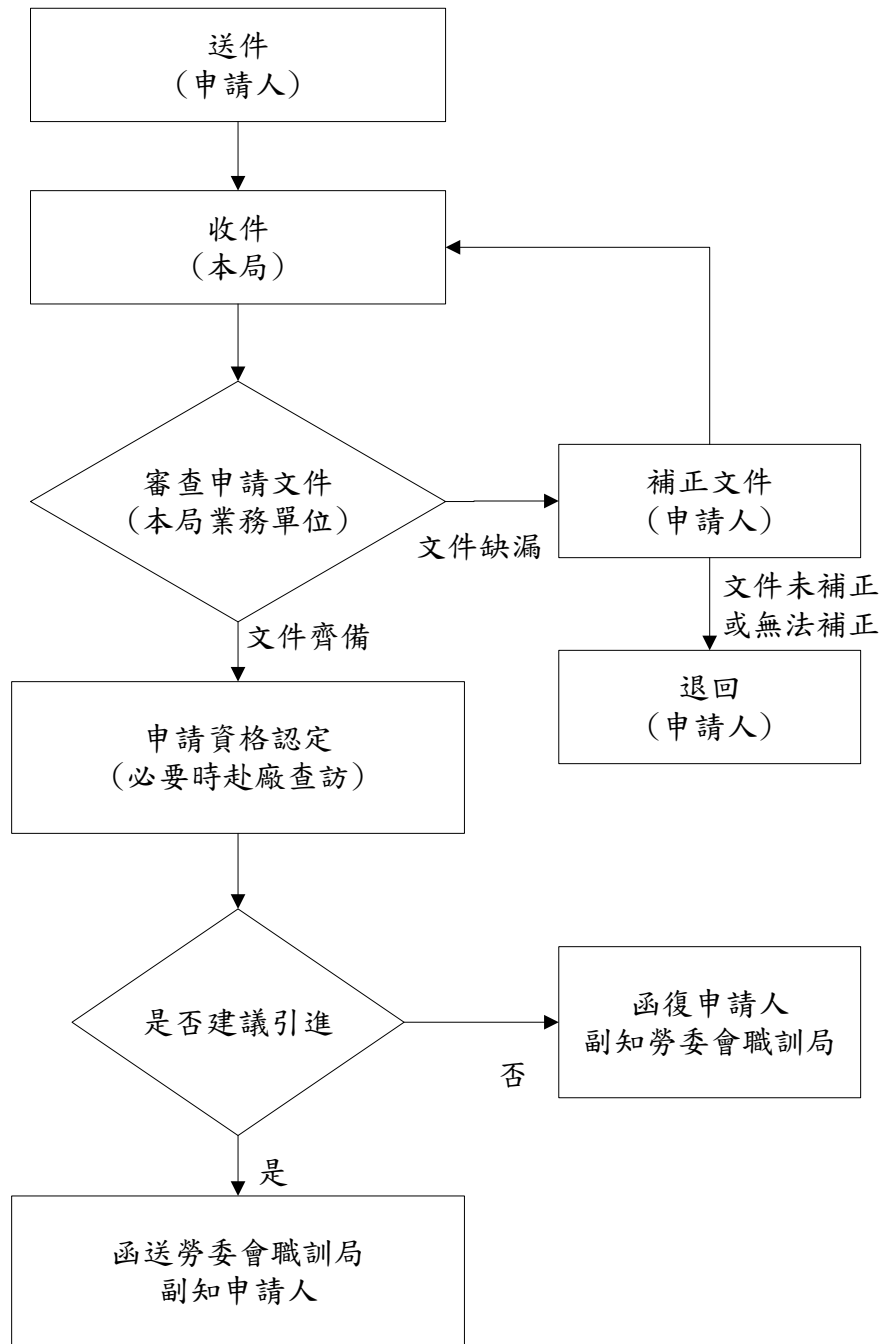 送件
(申請人)
收件
(本局)
審查申請文件
(本局業務單位)
文件缺漏
補正文件
(申請人)
文件未補正
或無法補正
退回
(申請人)
文件齊備
申請資格認定
(必要時赴廠查訪)
是否建議引進
否
函復申請人
副知勞委會職訓局
是
函送勞委會職訓局
副知申請人